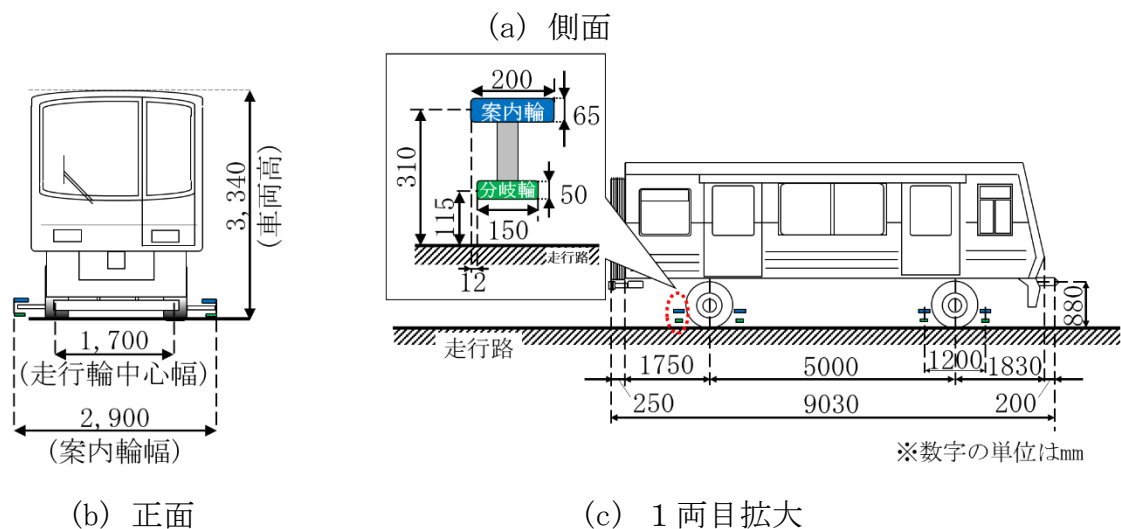 (a) 側面
200
案内輪
65
310
分岐輪
50
115
150
走行路
12
3,340
(車両高)
1,700
(走行輪中心幅)
2,900
(案内輪幅)
880
走行路
1750
5000
1200
1830
250
9030
200
※数字の単位はmm
(b) 正面
(c) 1両目拡大